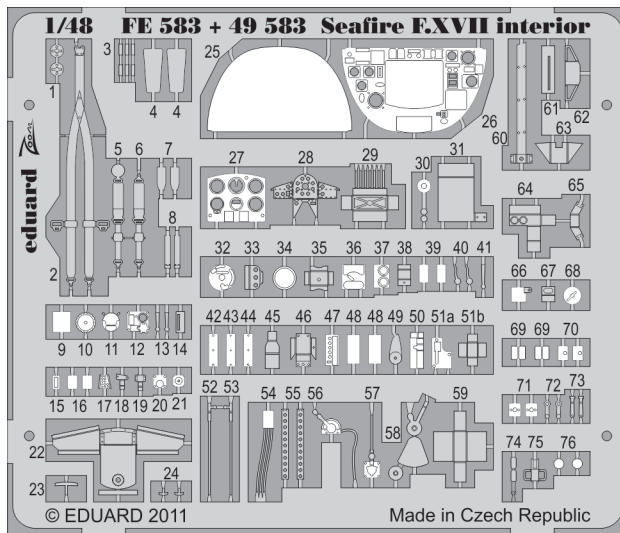 1/48 FE 583 + 49 583 Seafire F.XVII interior
eduard Zoom
1 2 3 4 4 5 6 7 8
25 26 60 61 62 63
27 28 29 30 31 64 65
32 33 34 35 36 37 38 39 40 41 66 67 68
9 10 11 12 13 14
42 43 44 45 46 47 48 48 49 50 51a 51b 69 69 70
15 16 17 18 19 20 21
52 53 54 55 56 57 58 59 71 72 73
22 23 24 74 75 76
© EDUARD 2011 Made in Czech Republic